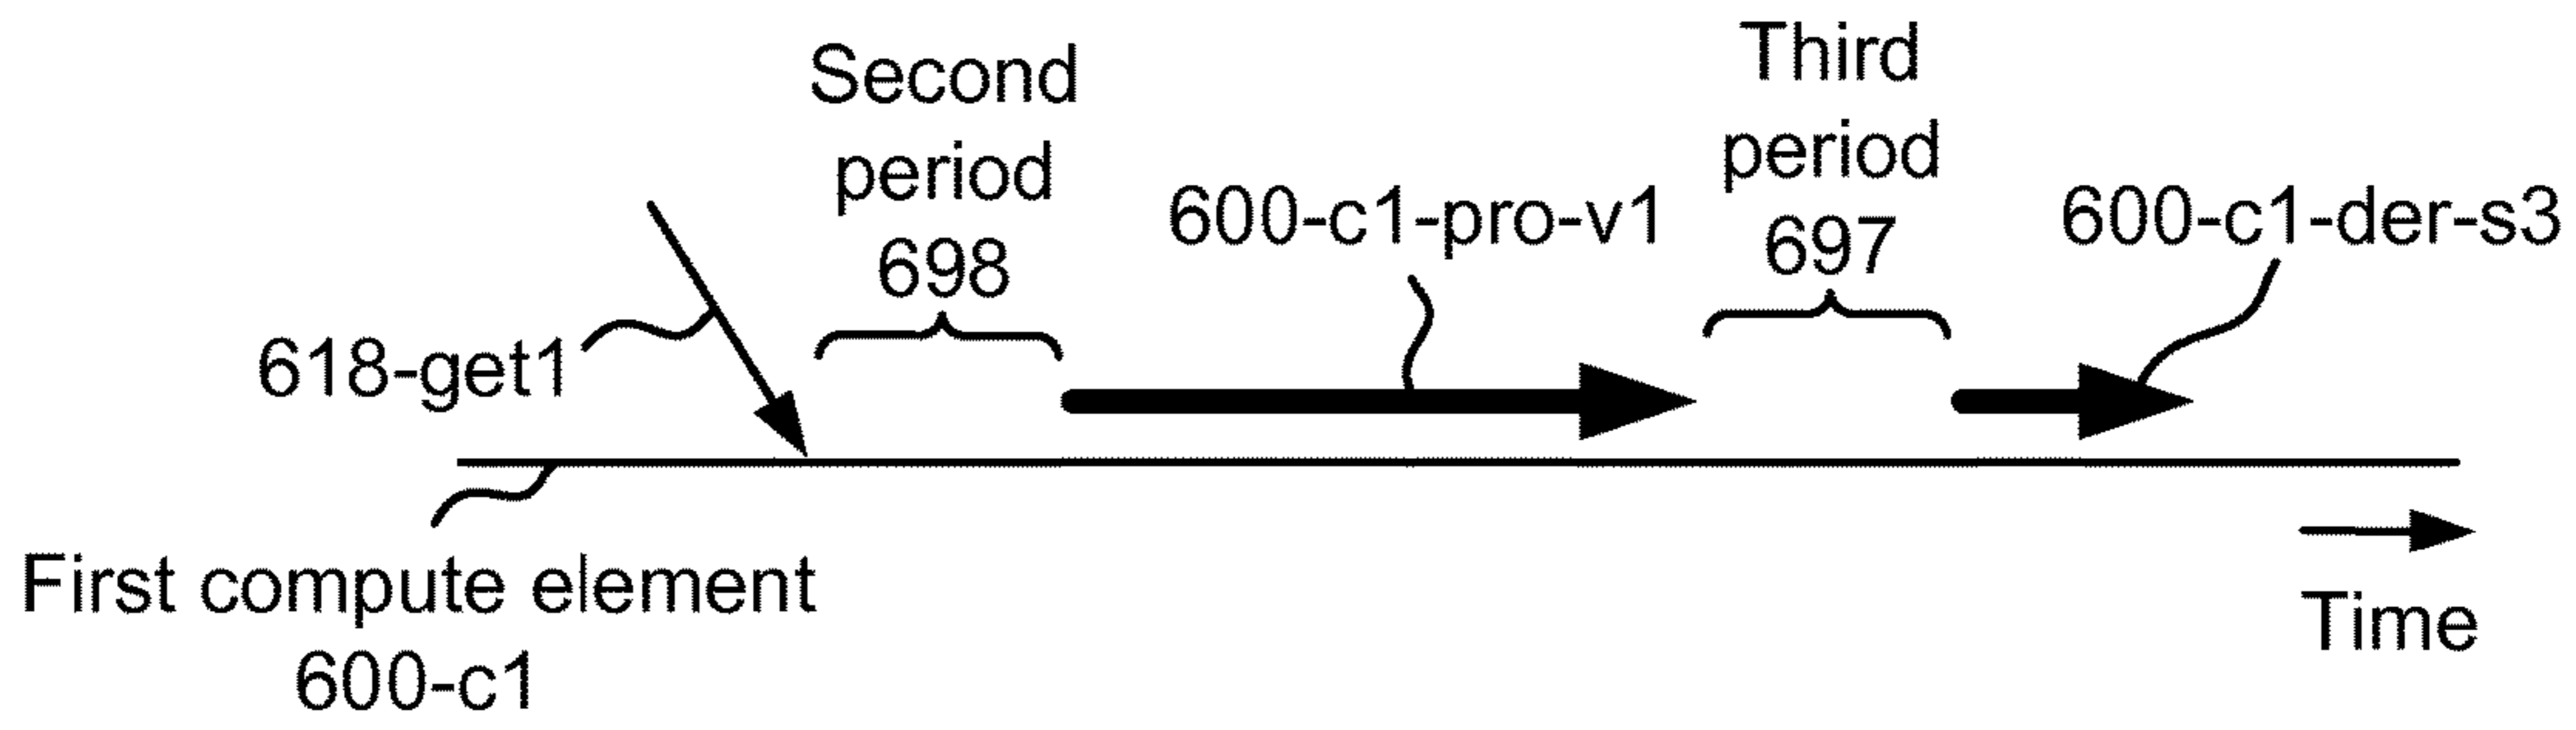 Second
period
698
Third
period
697
600-c1-pro-v1
600-c1-der-s3
618-get1
First compute element
600-c1
Time